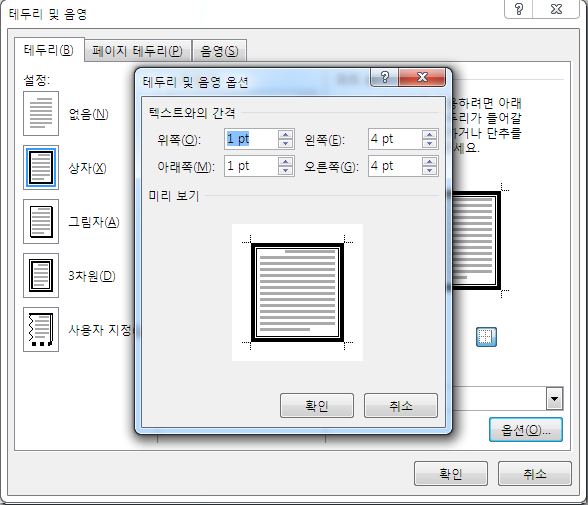 테두리 및 음영
테두리(B) 페이지 테두리(P) 음영(S)
설정:
없음(N)
상자(X)
그림자(A)
3차원(D)
사용자 지정
테두리 및 음영 옵션
텍스트와의 간격
위쪽(O): 1 pt 왼쪽(E): 4 pt
아래쪽(M): 1 pt 오른쪽(G): 4 pt
미리 보기
확인 취소
하려면 아래
두리가 들어갈
하거나 단추를
세요.
옵션(O)...
확인 취소